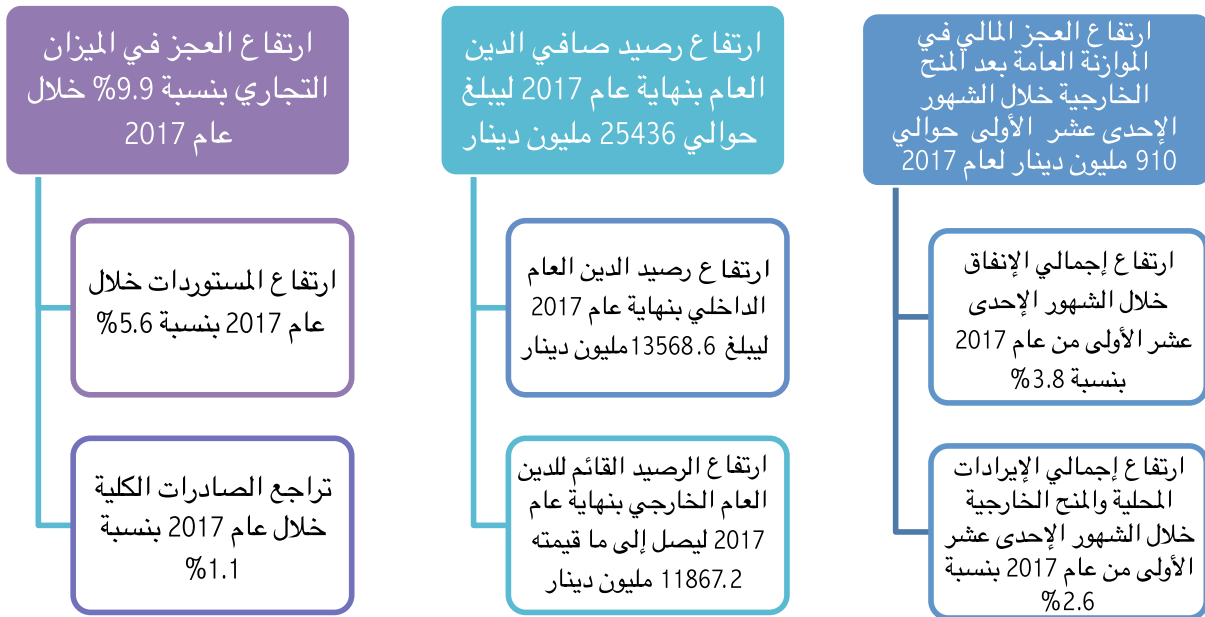 ارتفاع العجز المالي في
الموازنة العامة بعد المنح
الخارجية خلال الشهور
الإحدى عشر الأولى حوالي
910 مليون دينار لعام 2017
ارتفاع إجمالي الإنفاق
خلال الشهور الإحدى
عشر الأولى من عام 2017
بنسبة 3.8%
ارتفاع إجمالي الإيرادات
المحلية والمنح الخارجية
خلال الشهور الإحدى عشر
الأولى من عام 2017 بنسبة
2.6%
ارتفاع رصيد صافي الدين
العام بنهاية عام 2017 ليبلغ
حوالي 25436 مليون دينار
ارتفاع رصيد الدين العام
الداخلي بنهاية عام 2017
ليبلغ 13568.6مليون دينار
ارتفاع الرصيد القائم للدين
العام الخارجي بنهاية عام
2017 ليصل إلى ما قيمته
11867.2 مليون دينار
ارتفاع العجز في الميزان
التجاري بنسبة 9.9% خلال
عام 2017
ارتفاع المستوردات خلال
عام 2017 بنسبة 5.6%
تراجع الصادرات الكلية
خلال عام 2017 بنسبة
1.1%